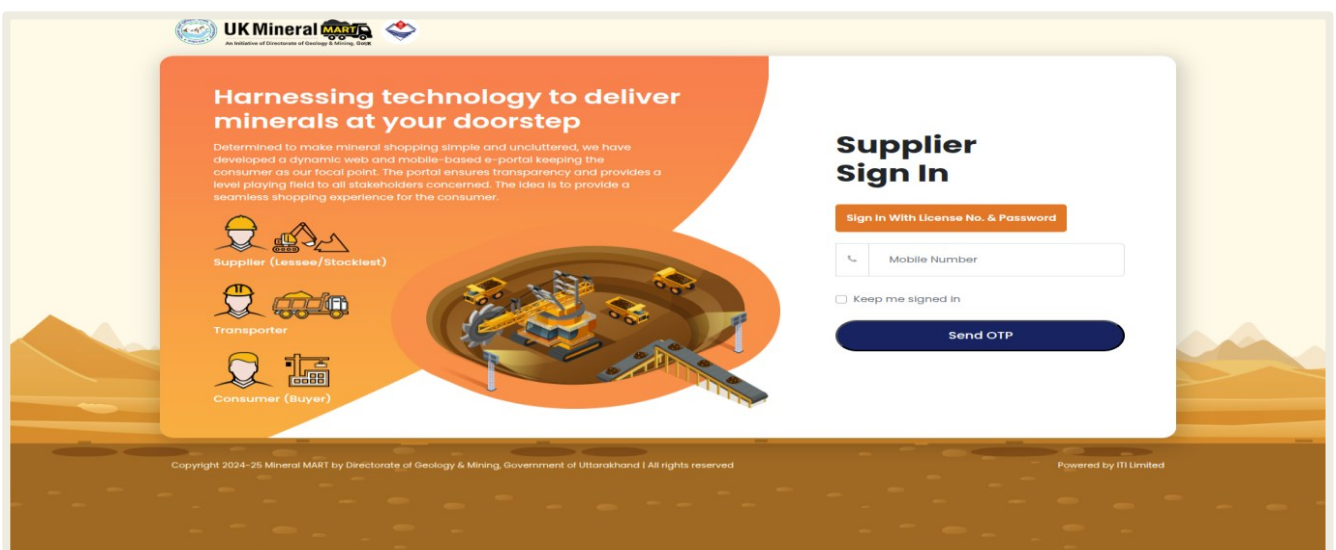 UK Mineral MART
An Initiative of Directorate of Geology & Mining, GoUK
Harnessing technology to deliver
minerals at your doorstep
Determined to make mineral shopping simple and uncluttered, we have
developed a dynamic web and mobile-based e-portal keeping the
consumer as our focal point. The portal ensures transparency and provides a
level playing field to all stakeholders concerned. The idea is to provide a
seamless shopping experience for the consumer.
Supplier (Lessee/Stockiest)
Transporter
Consumer (Buyer)
Supplier
Sign In
Sign In With License No. & Password
Mobile Number
Keep me signed in
Send OTP
Copyright 2024-25 Mineral MART by Directorate of Geology & Mining, Government of Uttarakhand | All rights reserved
Powered by ITI Limited